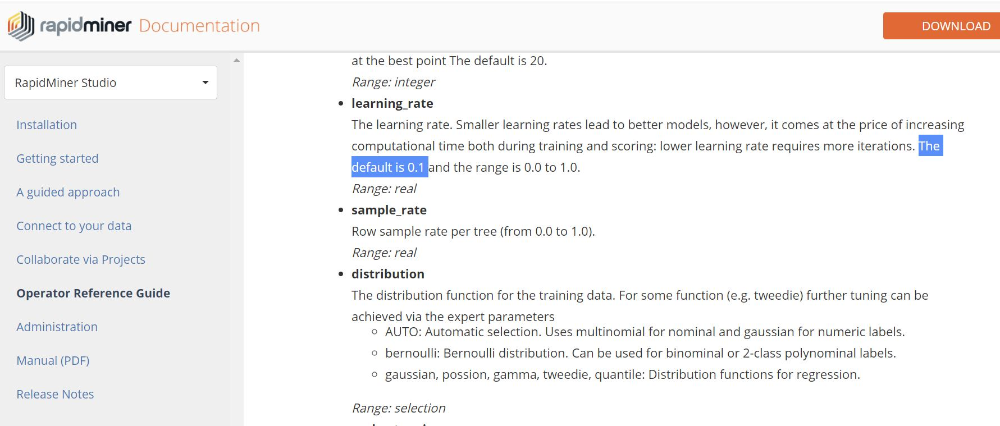 rapidminer Documentation
DOWNLOAD
RapidMiner Studio
Installation
Getting started
A guided approach
Connect to your data
Collaborate via Projects
Operator Reference Guide
Administration
Manual (PDF)
Release Notes
at the best point The default is 20.
Range: integer
learning_rate
The learning rate. Smaller learning rates lead to better models, however, it comes at the price of increasing
computational time both during training and scoring: lower learning rate requires more iterations. The
default is 0.1 and the range is 0.0 to 1.0.
Range: real
sample_rate
Row sample rate per tree (from 0.0 to 1.0).
Range: real
distribution
The distribution function for the training data. For some function (e.g. tweedie) further tuning can be
achieved via the expert parameters
AUTO: Automatic selection. Uses multinomial for nominal and gaussian for numeric labels.
bernoulli: Bernoulli distribution. Can be used for binominal or 2-class polynominal labels.
gaussian, possion, gamma, tweedie, quantile: Distribution functions for regression.
Range: selection